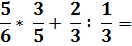 5/6 * 3/5 + 2/3 : 1/3 =